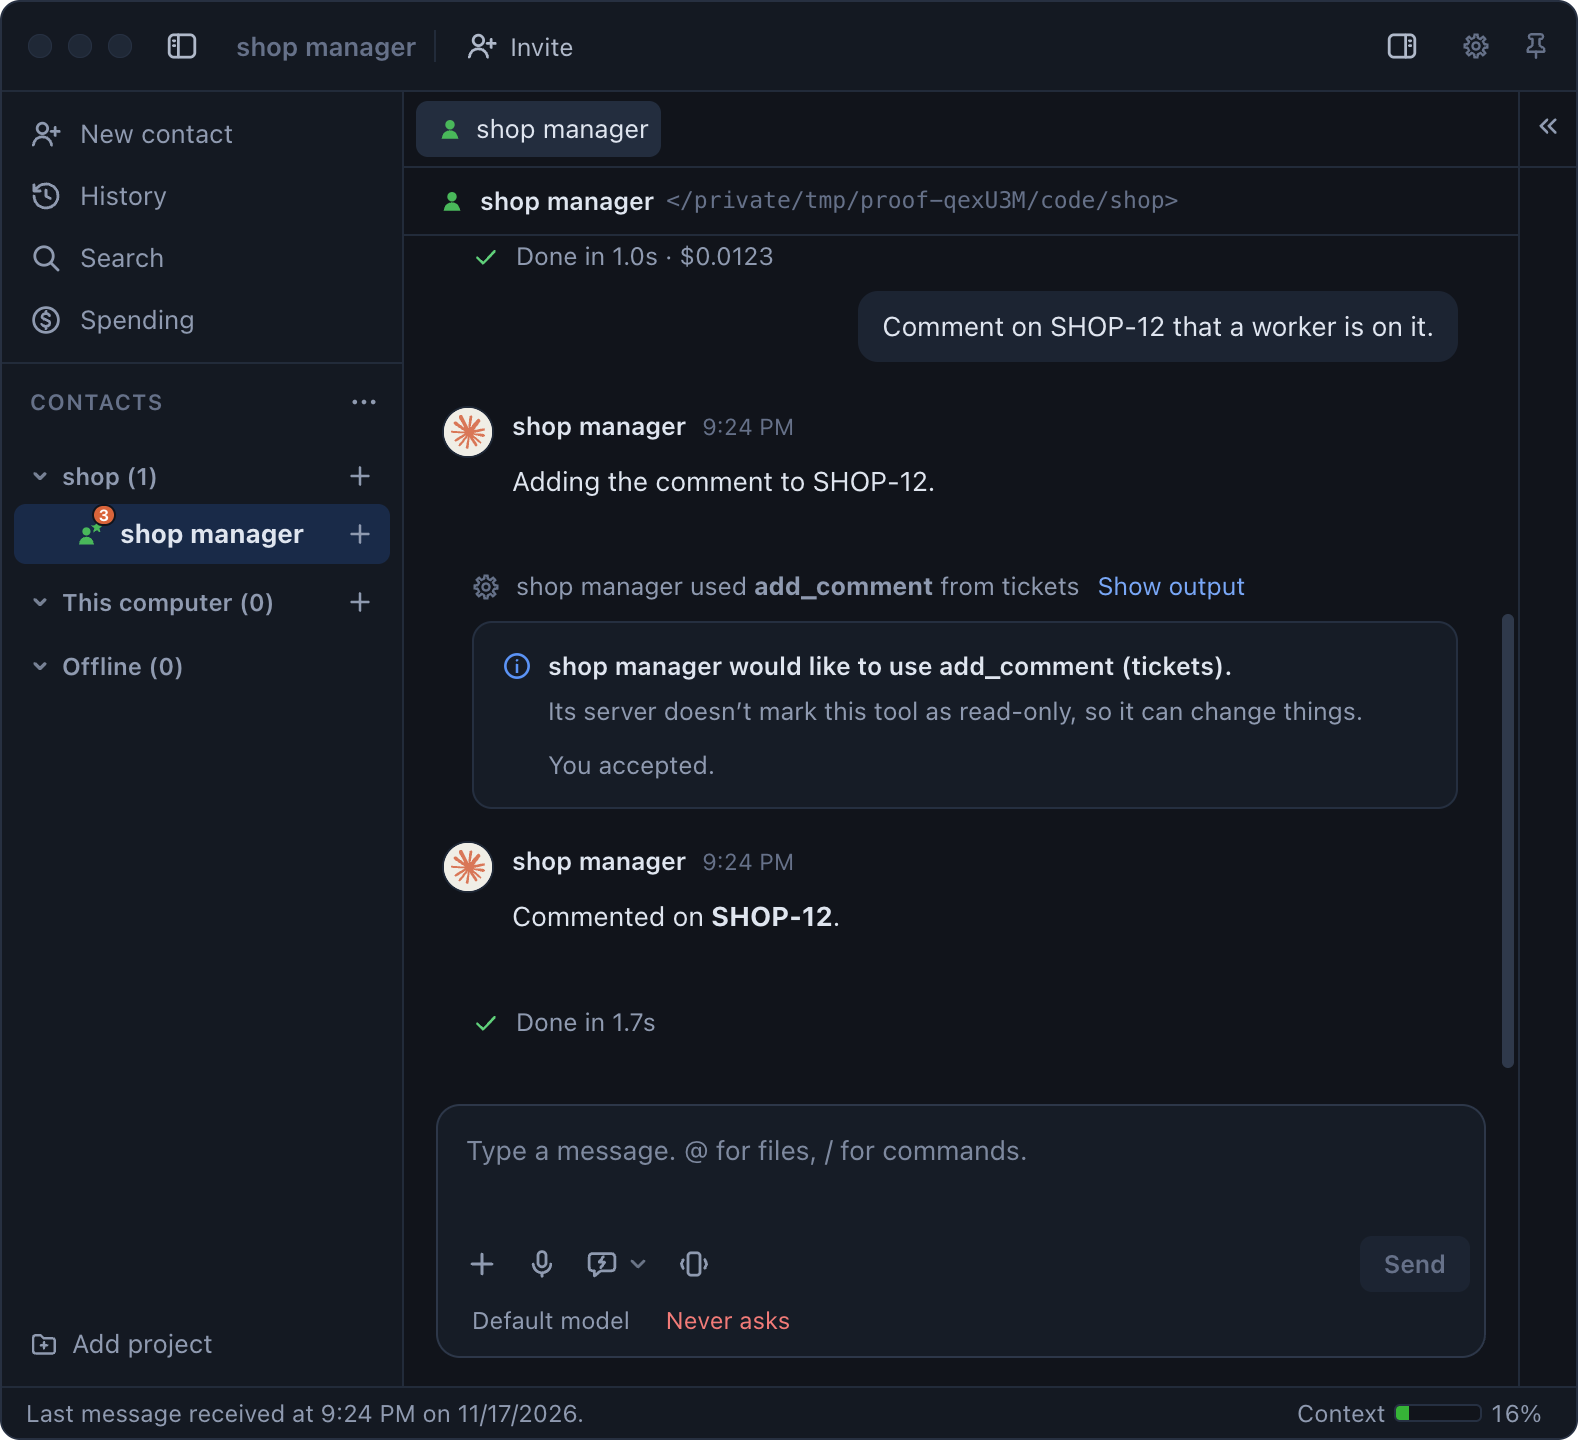 shop manager
Invite
New contact
History
Search
Spending
CONTACTS
shop (1)
3
shop manager
This computer (0)
Offline (0)
Add project
shop manager
shop manager </private/tmp/proof-qexU3M/code/shop>
Done in 1.0s · $0.0123
Comment on SHOP-12 that a worker is on it.
shop manager 9:24 PM
Adding the comment to SHOP-12.
shop manager used add_comment from tickets Show output
shop manager would like to use add_comment (tickets).
Its server doesn’t mark this tool as read-only, so it can change things.
You accepted.
shop manager 9:24 PM
Commented on SHOP-12.
Done in 1.7s
Type a message. @ for files, / for commands.
Send
Default model Never asks
Last message received at 9:24 PM on 11/17/2026.
Context 16%